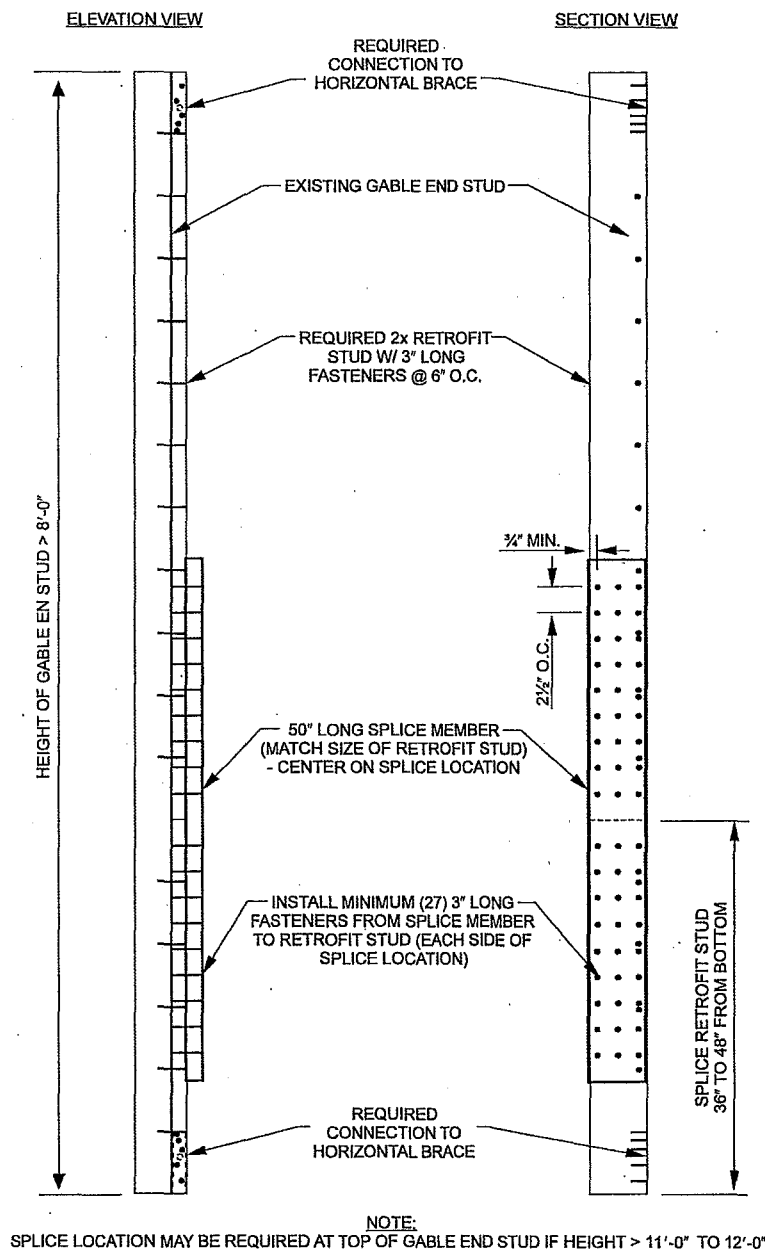 ELEVATION VIEW
SECTION VIEW
REQUIRED
CONNECTION TO
HORIZONTAL BRACE
EXISTING GABLE END STUD
REQUIRED 2x RETROFIT
STUD W/ 3" LONG
FASTENERS @ 6" O.C.
HEIGHT OF GABLE EN STUD > 8'-0"
¾" MIN.
2½" O.C.
50" LONG SPLICE MEMBER
(MATCH SIZE OF RETROFIT STUD)
- CENTER ON SPLICE LOCATION
INSTALL MINIMUM (27) 3" LONG
FASTENERS FROM SPLICE MEMBER
TO RETROFIT STUD (EACH SIDE OF
SPLICE LOCATION)
SPLICE RETROFIT STUD
36" TO 48" FROM BOTTOM
REQUIRED
CONNECTION TO
HORIZONTAL BRACE
NOTE:
SPLICE LOCATION MAY BE REQUIRED AT TOP OF GABLE END STUD IF HEIGHT > 11'-0" TO 12'-0"